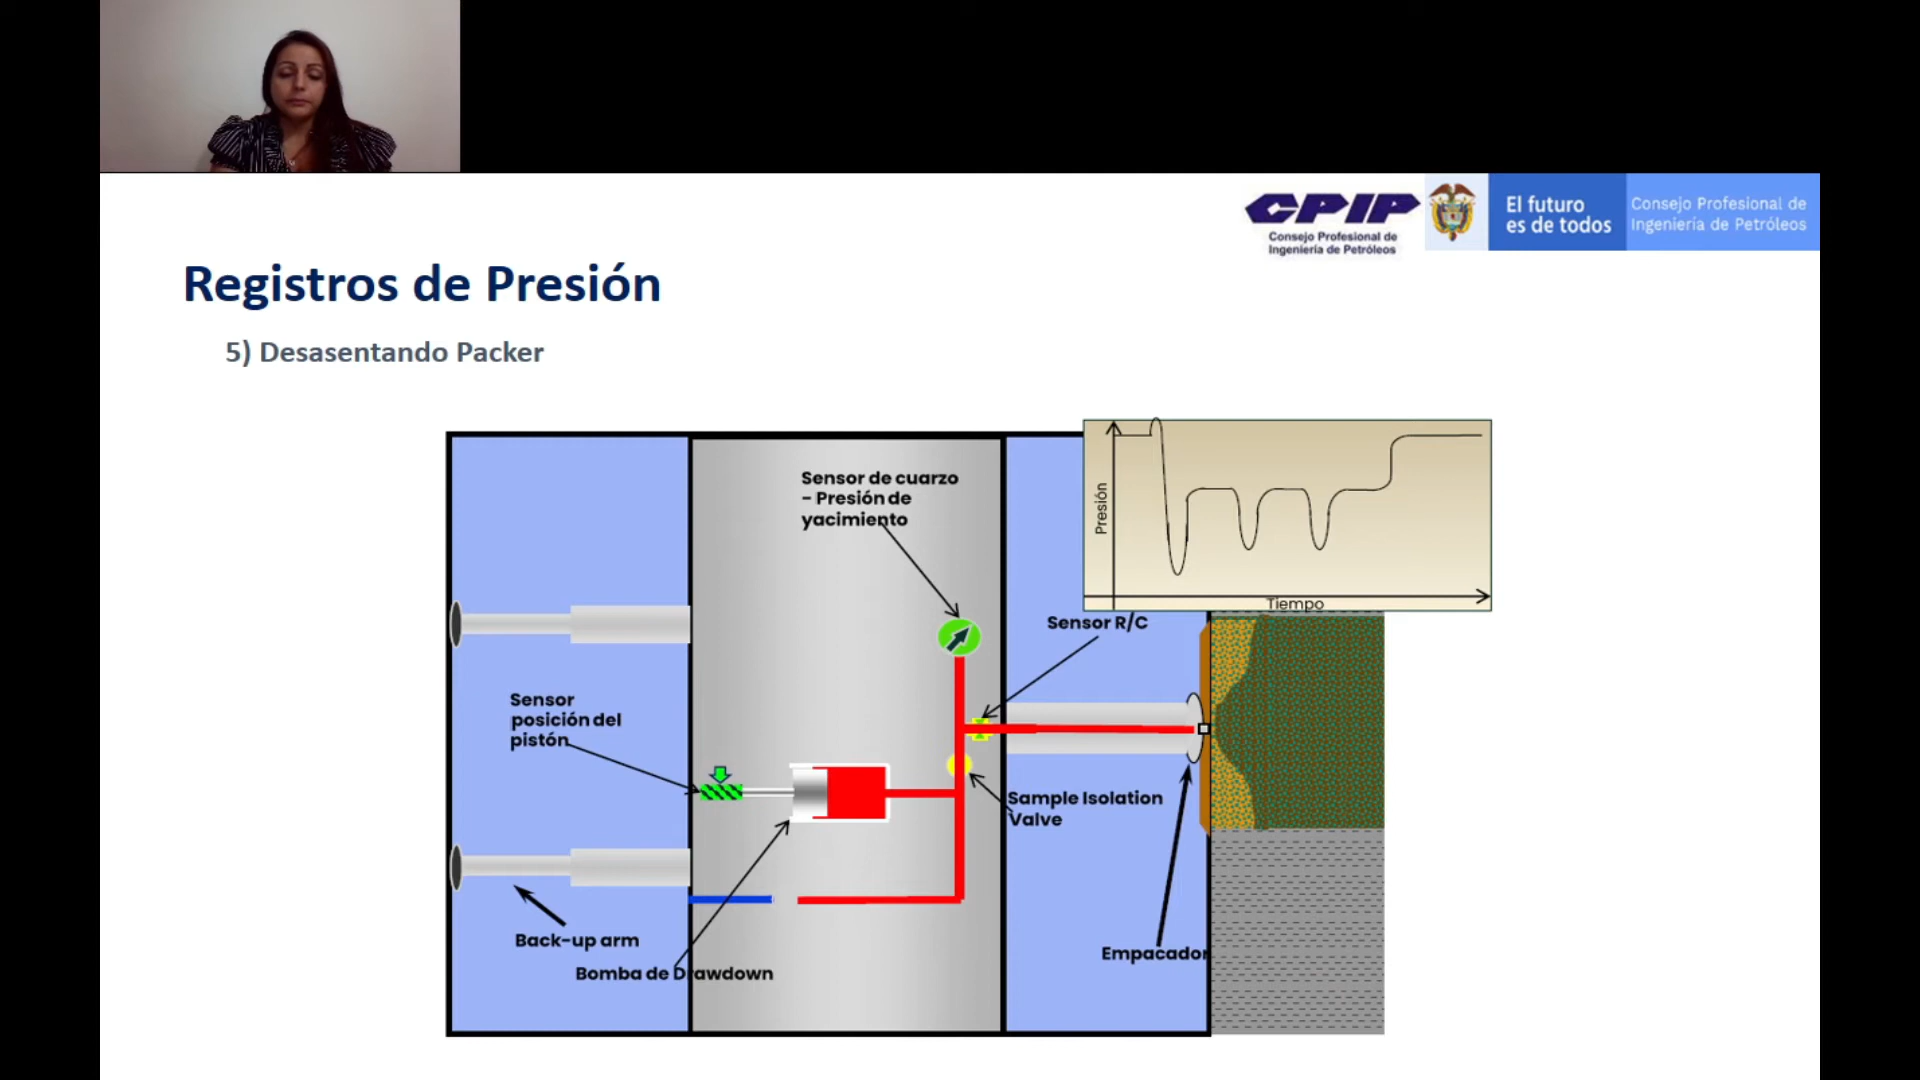 CPIP
Consejo Profesional de
Ingeniería de Petróleos
El futuro
es de todos
Consejo Profesional de
Ingeniería de Petróleos
Registros de Presión
5) Desasentando Packer
Sensor de cuarzo
- Presión de
yacimiento
Presión
Tiempo
Sensor R/C
Sensor
posición del
pistón
Sample Isolation
Valve
Back-up arm
Bomba de Drawdown
Empacador